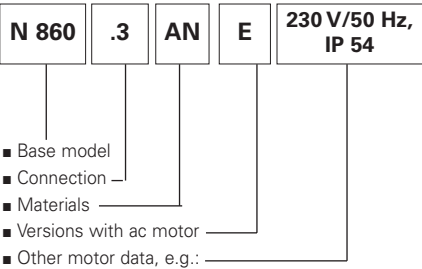 N 860 .3 AN E 230 V/50 Hz,
IP 54
■ Base model
■ Connection
■ Materials
■ Versions with ac motor
■ Other motor data, e.g.: